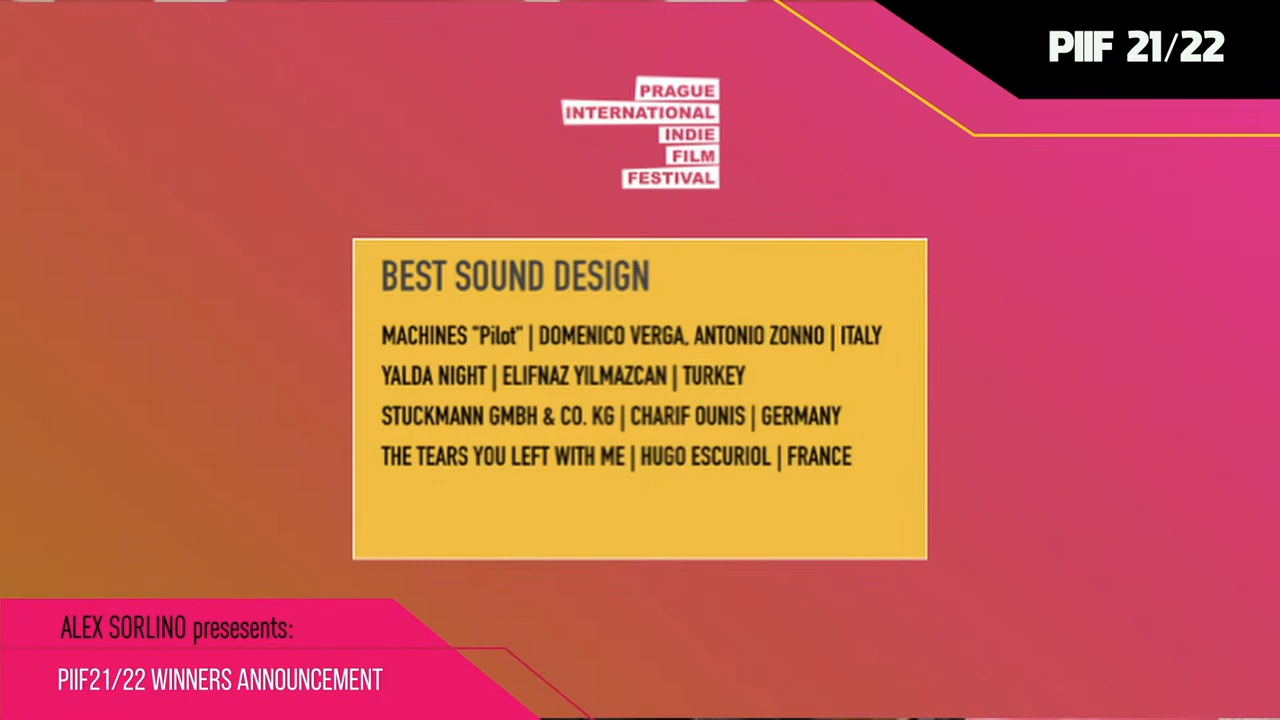 PIIF 21/22
PRAGUE
INTERNATIONAL
INDIE
FILM
FESTIVAL
BEST SOUND DESIGN
MACHINES "Pilot" | DOMENICO VERGA, ANTONIO ZONNO | ITALY
YALDA NIGHT | ELIFNAZ YILMAZCAN | TURKEY
STUCKMANN GMBH & CO. KG | CHARIF OUNIS | GERMANY
THE TEARS YOU LEFT WITH ME | HUGO ESCURIOL | FRANCE
ALEX SORLINO presesents:
PIIF21/22 WINNERS ANNOUNCEMENT